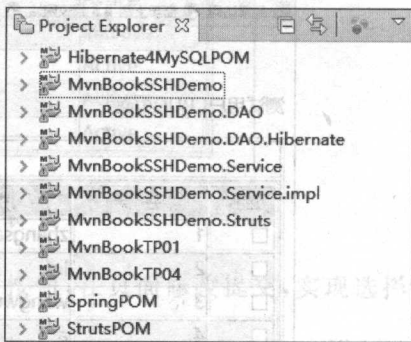 Project Explorer
Hibernate4MySQLPOM
MvnBookSSHDemo
MvnBookSSHDemo.DAO
MvnBookSSHDemo.DAO.Hibernate
MvnBookSSHDemo.Service
MvnBookSSHDemo.Service.impl
MvnBookSSHDemo.Struts
MvnBookTP01
MvnBookTP04
SpringPOM
StrutsPOM